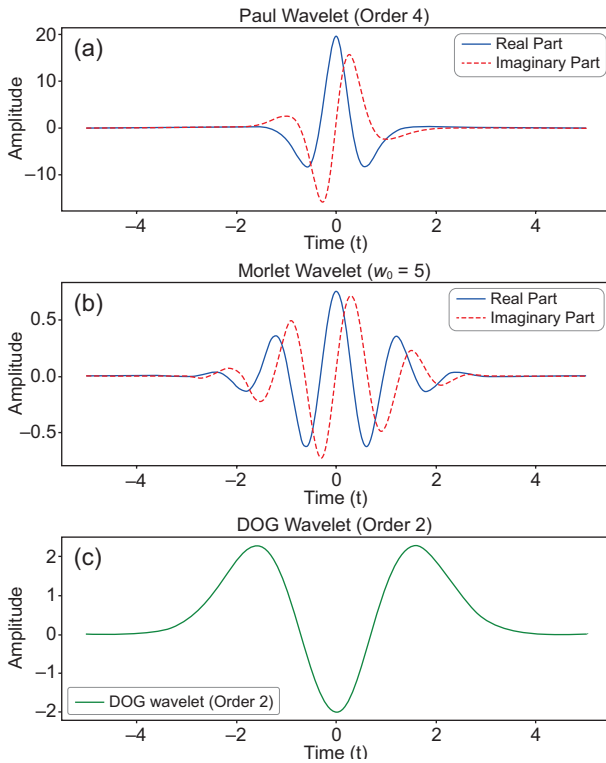 Paul Wavelet (Order 4)
(a)
Real Part
Imaginary Part
20
10
0
−10
Amplitude
−4 −2 0 2 4
Time (t)
Morlet Wavelet (w₀ = 5)
(b)
Real Part
Imaginary Part
0.5
0.0
−0.5
Amplitude
−4 −2 0 2 4
Time (t)
DOG Wavelet (Order 2)
(c)
2
1
0
−1
−2
Amplitude
DOG wavelet (Order 2)
−4 −2 0 2 4
Time (t)